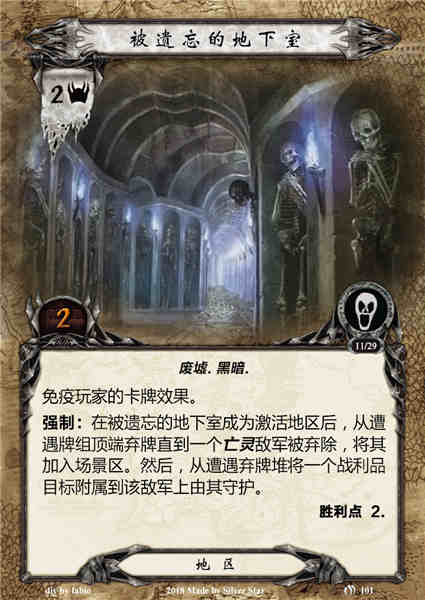 被遗忘的地下室
2
2
11/29
废墟. 黑暗.
免疫玩家的卡牌效果。
强制：在被遗忘的地下室成为激活地区后，从遭
遇牌组顶端弃牌直到一个亡灵敌军被弃除，将其
加入场景区。然后，从遭遇弃牌堆将一个战利品
目标附属到该敌军上由其守护。
胜利点 2.
地区
diy by fabio
2018 Made by Silver Star
101